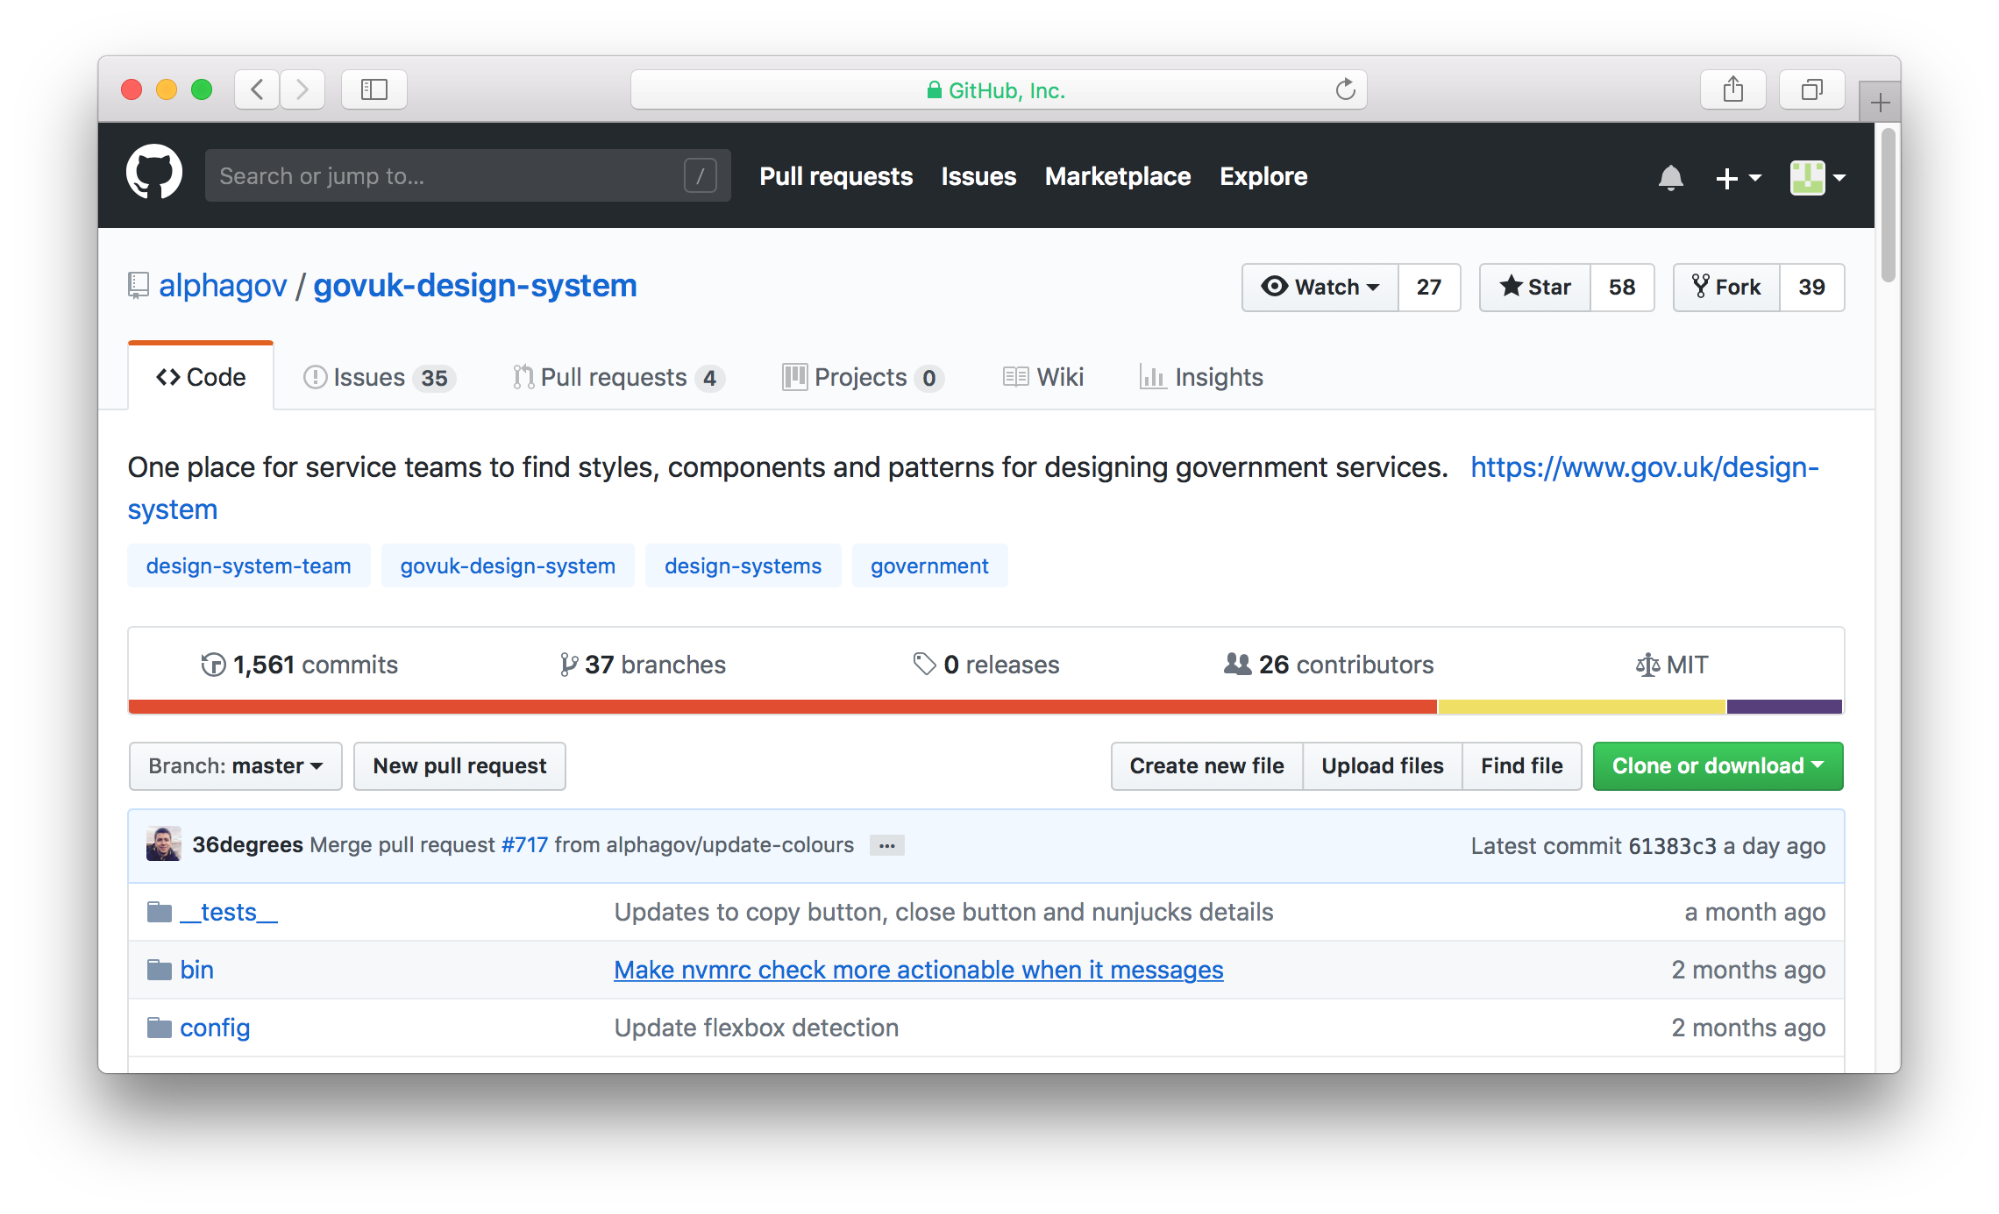 GitHub, Inc.
Search or jump to... / Pull requests Issues Marketplace Explore
alphagov / govuk-design-system Watch 27 Star 58 Fork 39
Code Issues 35 Pull requests 4 Projects 0 Wiki Insights
One place for service teams to find styles, components and patterns for designing government services. https://www.gov.uk/design-
system
design-system-team govuk-design-system design-systems government
1,561 commits 37 branches 0 releases 26 contributors MIT
Branch: master New pull request Create new file Upload files Find file Clone or download
36degrees Merge pull request #717 from alphagov/update-colours ... Latest commit 61383c3 a day ago
__tests__ Updates to copy button, close button and nunjucks details a month ago
bin Make nvmrc check more actionable when it messages 2 months ago
config Update flexbox detection 2 months ago